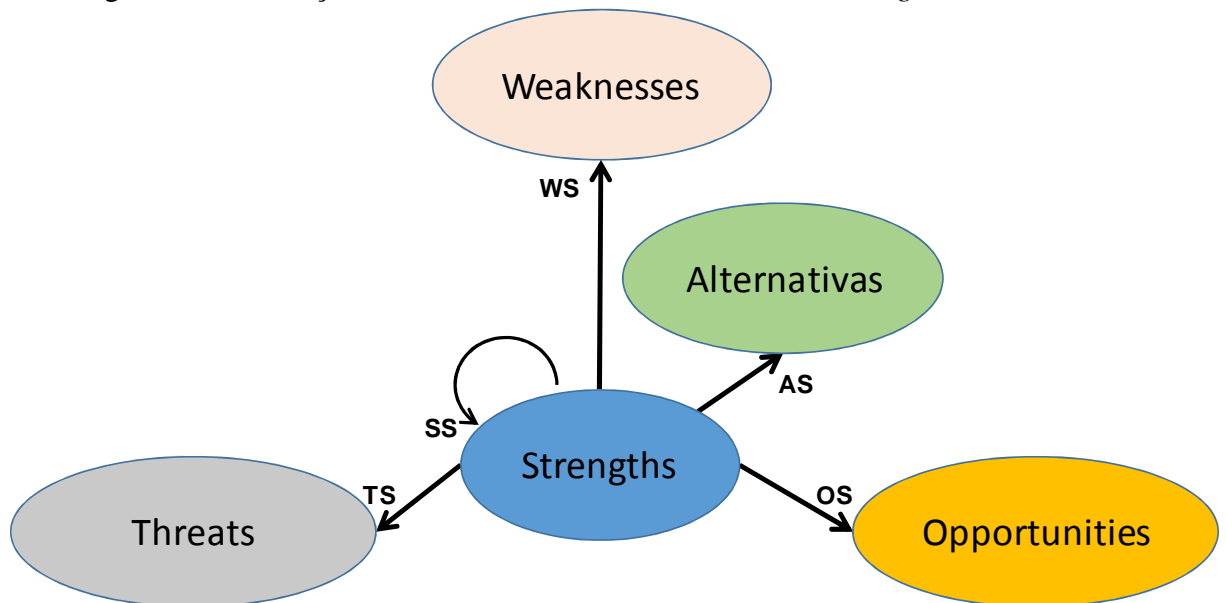 Weaknesses
WS
Alternativas
AS
SS
Strengths
TS
OS
Threats
Opportunities